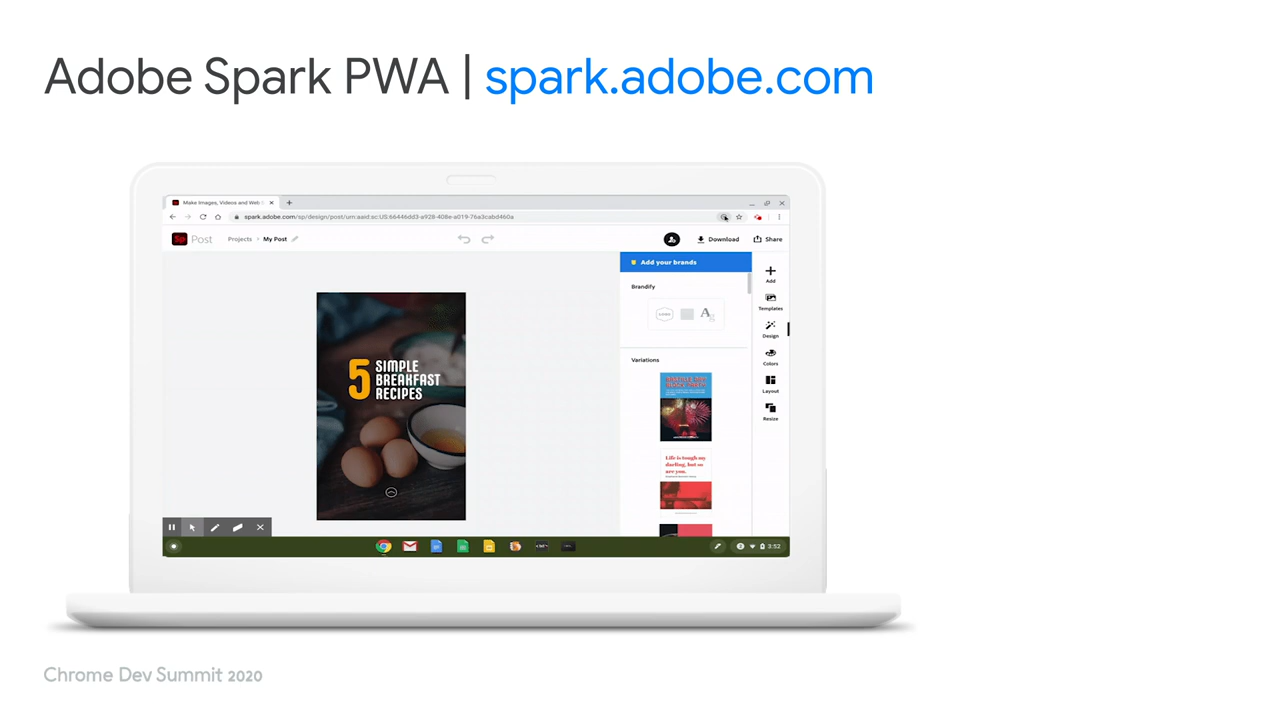 Adobe Spark PWA | spark.adobe.com
Make Images, Videos and Web S
spark.adobe.com/sp/design/post/urn:aaid:sc:US:66446dd3-a928-408e-a019-76a3cabd460a
Sp Post
Projects > My Post
Download
Share
Add your brands
Brandify
Add
Templates
Design
Colors
Layout
Resize
5 SIMPLE
BREAKFAST
RECIPES
Variations
Life is tough my
darling, but so
are you.
3:52
Chrome Dev Summit 2020